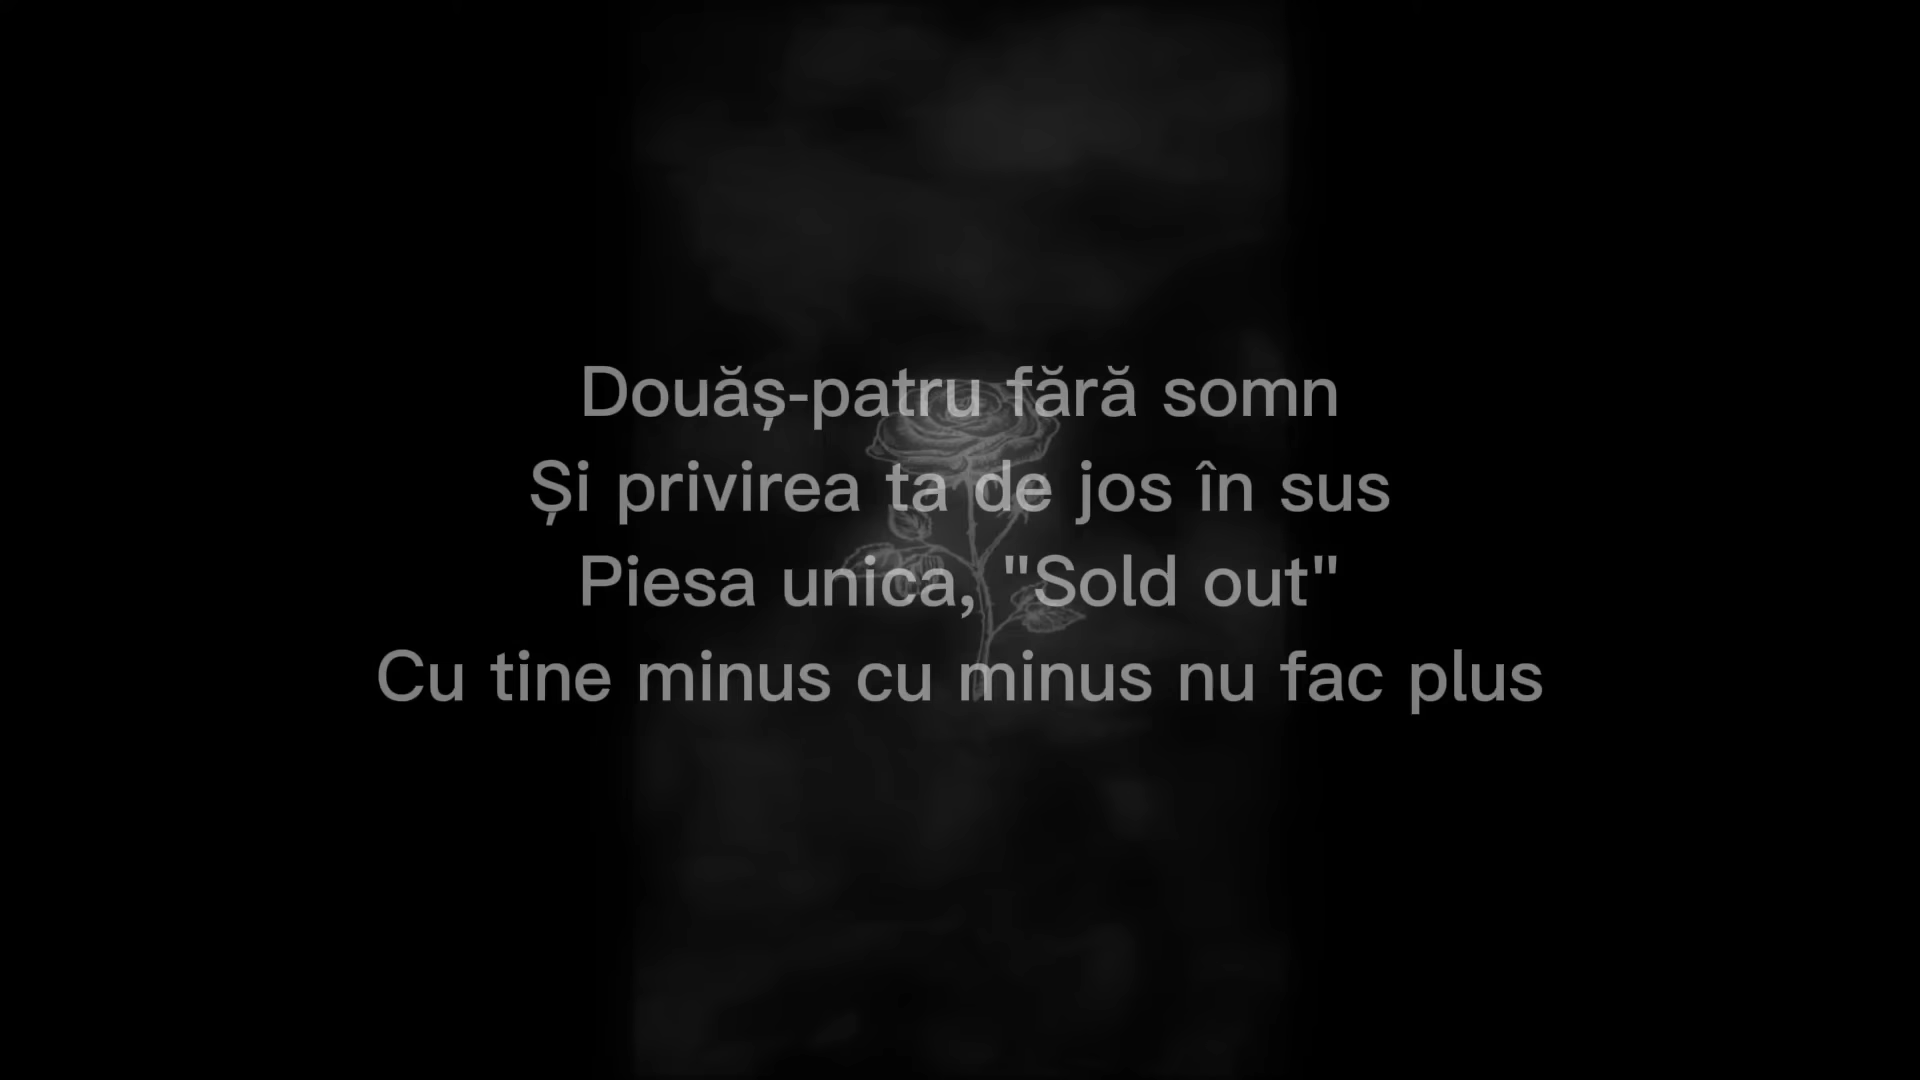 Douăș-patru fără somn
Și privirea ta de jos în sus
Piesa unica, "Sold out"
Cu tine minus cu minus nu fac plus